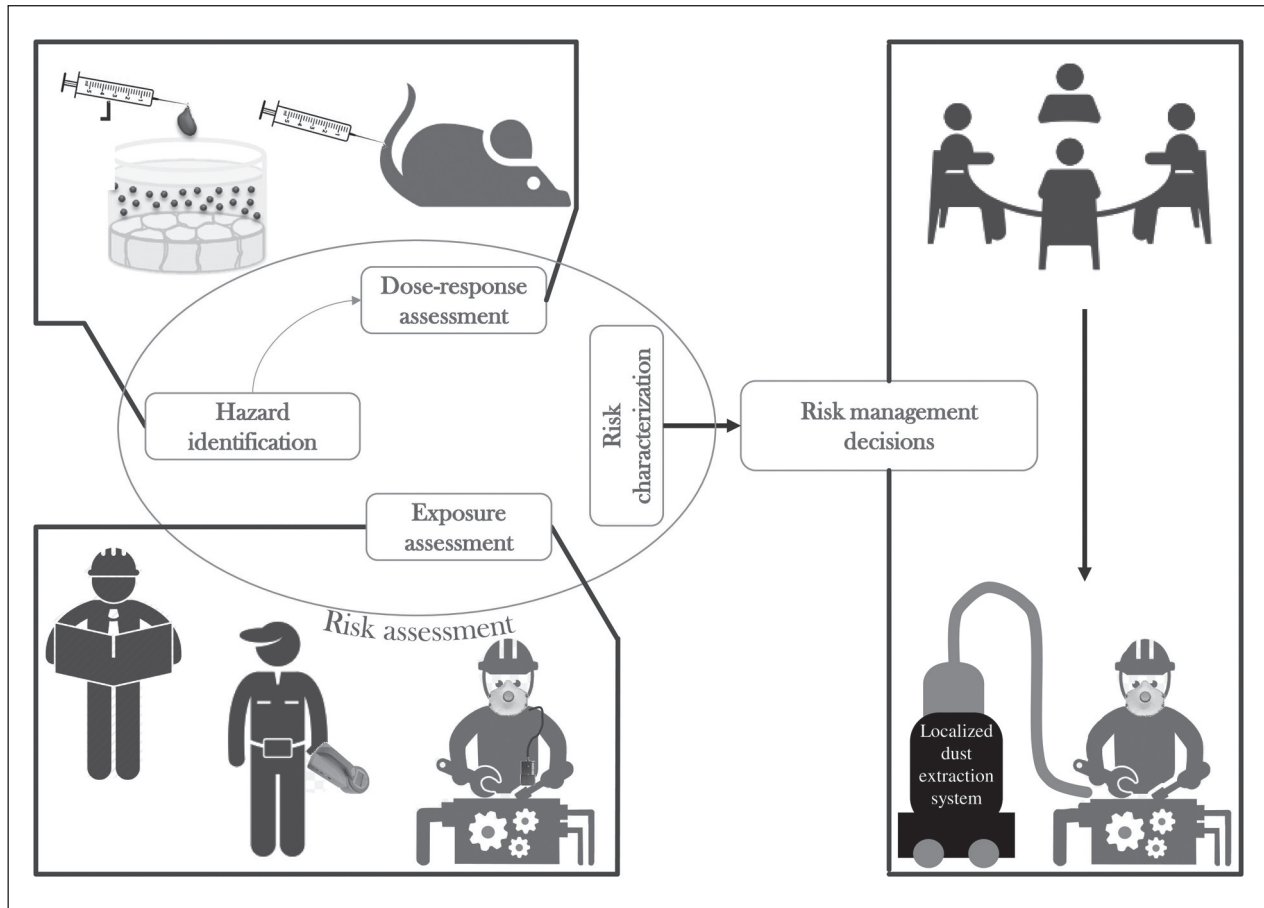 Dose-response
assessment
Hazard
identification
Risk
characterization
Risk management
decisions
Exposure
assessment
Risk assessment
Localized
dust
extraction
system